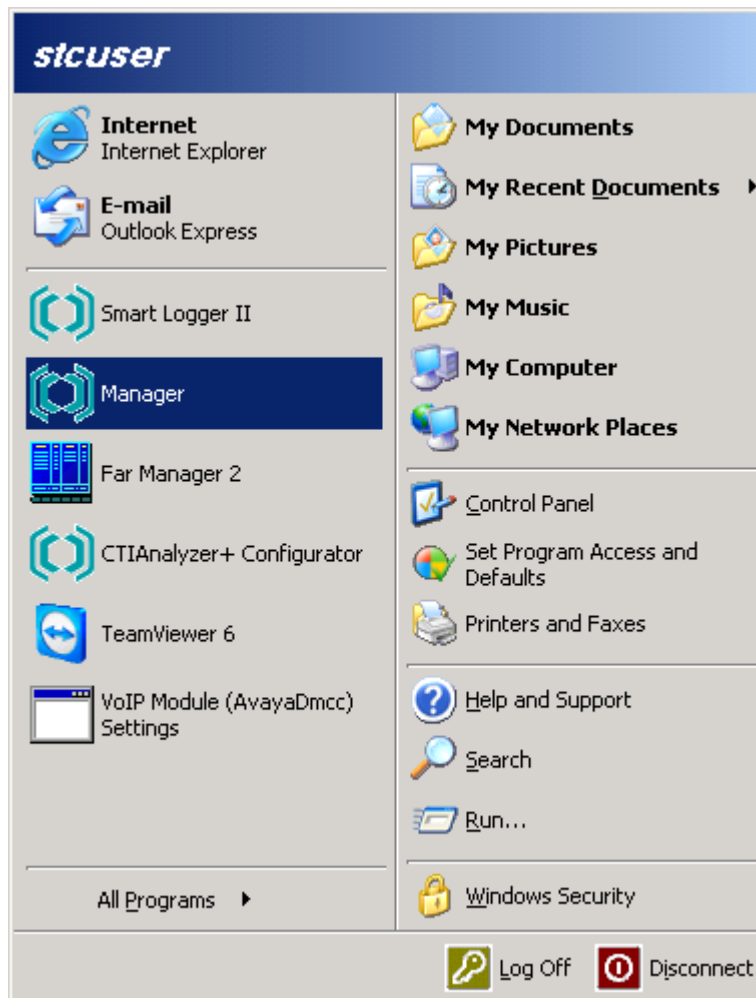 stcuser
Internet
Internet Explorer
E-mail
Outlook Express
Smart Logger II
Manager
Far Manager 2
CTIAnalyzer+ Configurator
TeamViewer 6
VoIP Module (AvayaDmcc)
Settings
All Programs
My Documents
My Recent Documents
My Pictures
My Music
My Computer
My Network Places
Control Panel
Set Program Access and
Defaults
Printers and Faxes
Help and Support
Search
Run...
Windows Security
Log Off
Disconnect